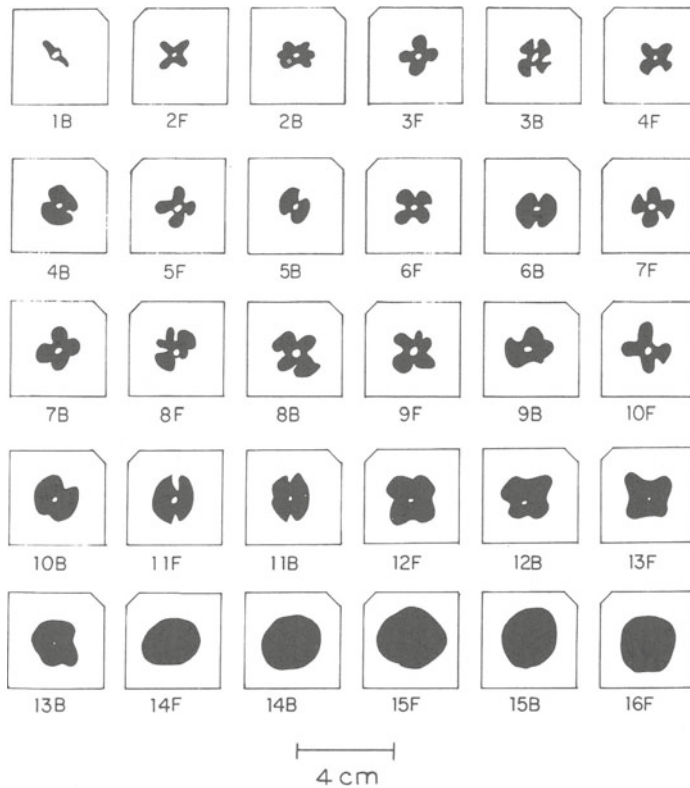 1B 2F 2B 3F 3B 4F
4B 5F 5B 6F 6B 7F
7B 8F 8B 9F 9B 10F
10B 11F 11B 12F 12B 13F
13B 14F 14B 15F 15B 16F
4 cm